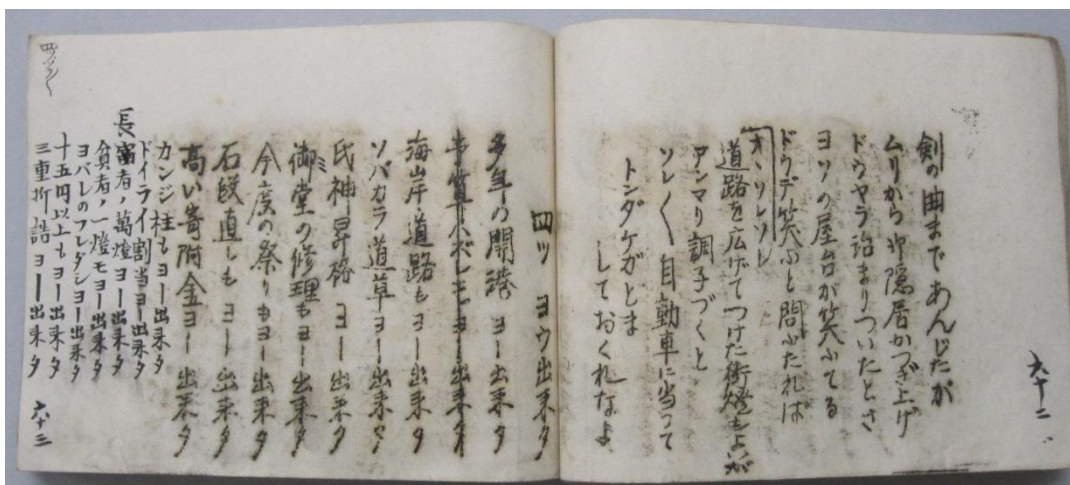 六十二
剣の曲まであんじたが
ムリから御隠居かつぎ上げ
ドウヤラ詣まりついたとさ
ヨソの屋台が笑ふてる
ドウデ笑ふと問ふたれば
オーソレソレ
道路を広げてつけた街燈もよいが
アンマリ調子づくと
ソレ〱自動車に当って
トンダケガとま
しておくれなよ
四ツ ヨウ出来タ
多年の開港ヨー出来タ
海岸道路もヨー出来タ
ソバカラ道草ヨー出来タ
氏神昇格ヨー出来タ
御堂の修理もヨー出来タ
今度の祭りもヨー出来タ
石段直しもヨー出来タ
高い寄附金ヨー出来タ
カンジ柱もヨー出来タ
ドイライ割当ヨー出来タ
長者ノ萬燈ヨー出来タ
貧者ノ一燈モヨー出来タ
ヨバレのフレダシヨー出来タ
十五円以上もヨー出来タ
三重折詰ヨー出来タ
六十三